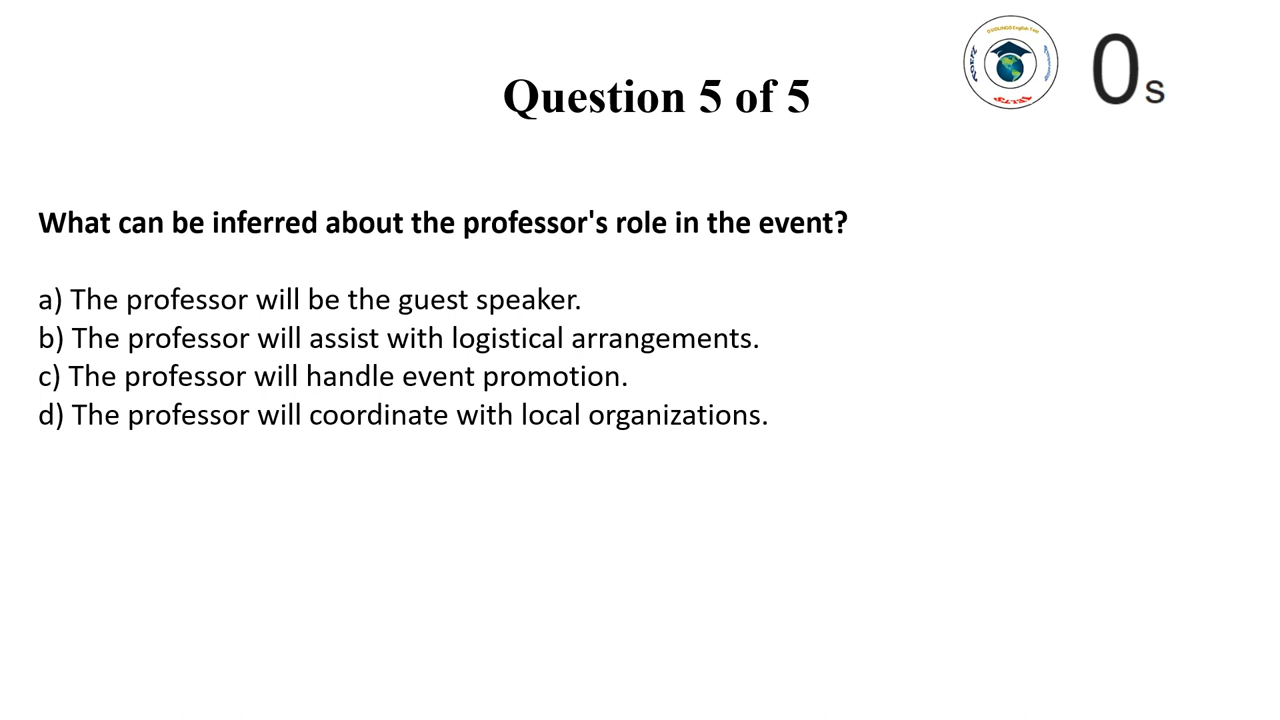 Question 5 of 5
0s
What can be inferred about the professor's role in the event?
a) The professor will be the guest speaker.
b) The professor will assist with logistical arrangements.
c) The professor will handle event promotion.
d) The professor will coordinate with local organizations.